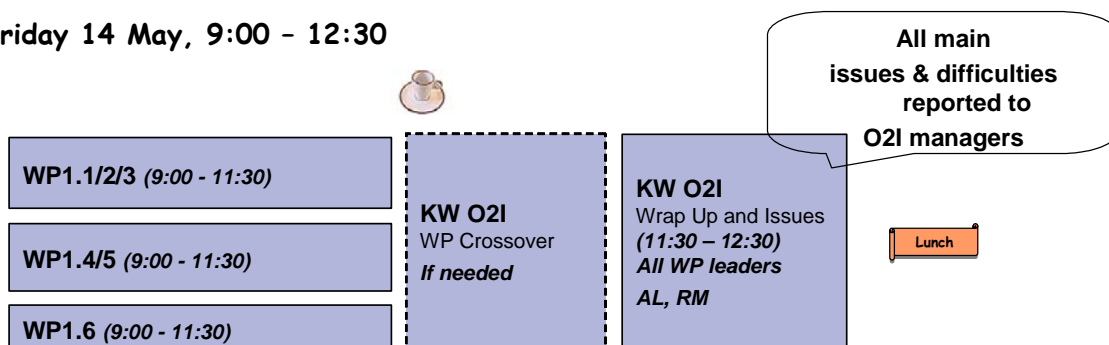 riday 14 May, 9:00 – 12:30
All main
issues & difficulties
reported to
O2I managers
WP1.1/2/3 (9:00 - 11:30)
WP1.4/5 (9:00 - 11:30)
WP1.6 (9:00 - 11:30)
KW O2I
WP Crossover
If needed
KW O2I
Wrap Up and Issues
(11:30 – 12:30)
All WP leaders
AL, RM
Lunch